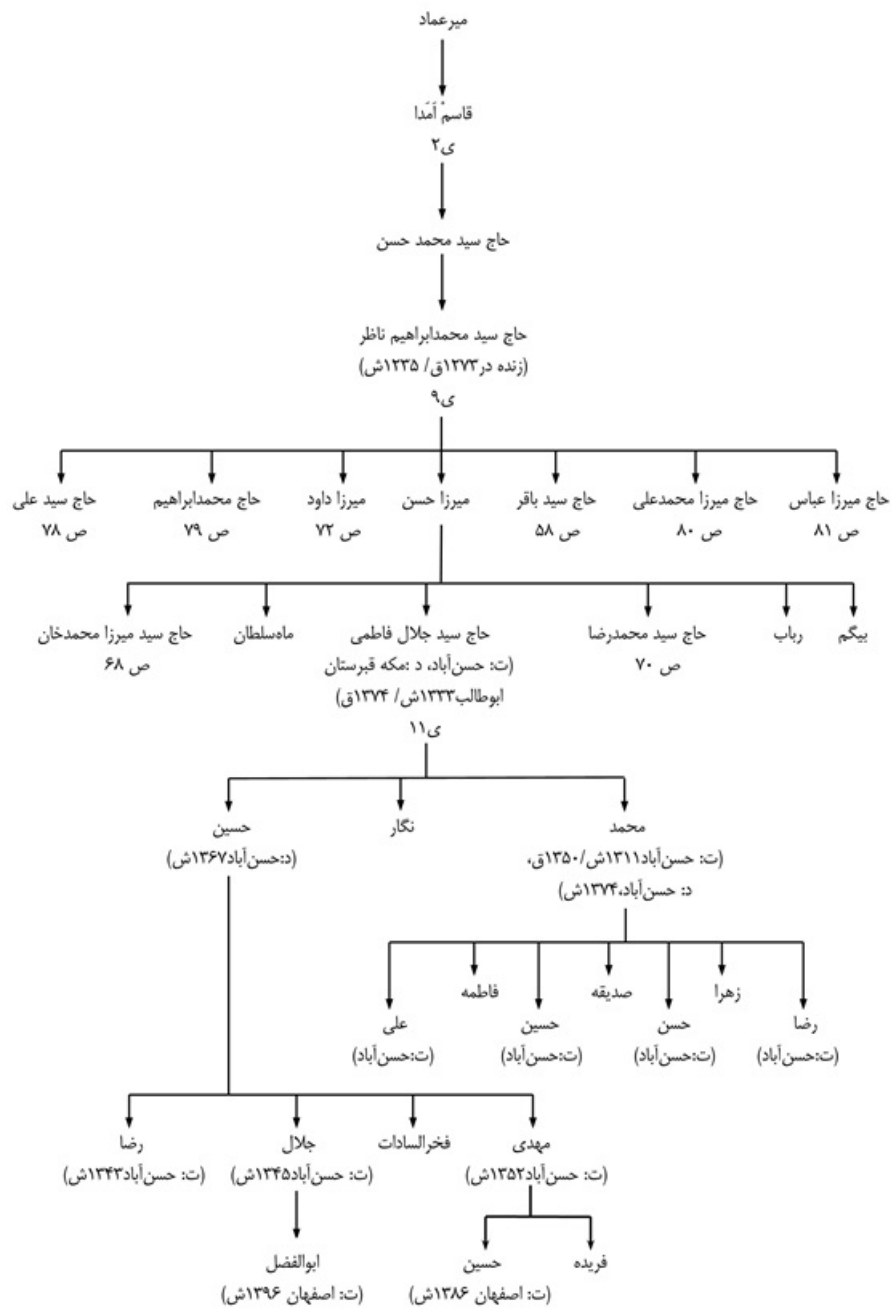 میرعماد
قاسمْ اَمَدا
ی۲
حاج سید محمد حسن
حاج سید محمدابراهیم ناظر
(زنده در۱۲۷۳ق/ ۱۲۳۵ش)
ی۹
حاج میرزا عباس
ص ۸۱
حاج میرزا محمدعلی
ص ۸۰
حاج سید باقر
ص ۵۸
میرزا حسن
میرزا داود
ص ۷۲
حاج محمدابراهیم
ص ۷۹
حاج سید علی
ص ۷۸
بیگم
رباب
حاج سید محمدرضا
ص ۷۰
حاج سید جلال فاطمی
(ت: حسن‌آباد، د :مکه قبرستان
ابوطالب۱۳۳۳ش/ ۱۳۷۴ق)
ی۱۱
ماه‌سلطان
حاج سید میرزا محمدخان
ص ۶۸
محمد
(ت: حسن‌آباد۱۳۱۱ش/۱۳۵۰ق،
د: حسن‌آباد،۱۳۷۴ش)
نگار
حسین
(د:حسن‌آباد۱۳۶۷ش)
رضا
(ت:حسن‌آباد)
زهرا
حسن
(ت:حسن‌آباد)
صدیقه
حسین
(ت:حسن‌آباد)
فاطمه
علی
(ت:حسن‌آباد)
مهدی
(ت: حسن‌آباد۱۳۵۲ش)
فخرالسادات
جلال
(ت: حسن‌آباد۱۳۴۵ش)
رضا
(ت: حسن‌آباد۱۳۴۳ش)
فریده
حسین
(ت: اصفهان ۱۳۸۶ش)
ابوالفضل
(ت: اصفهان ۱۳۹۶ش)